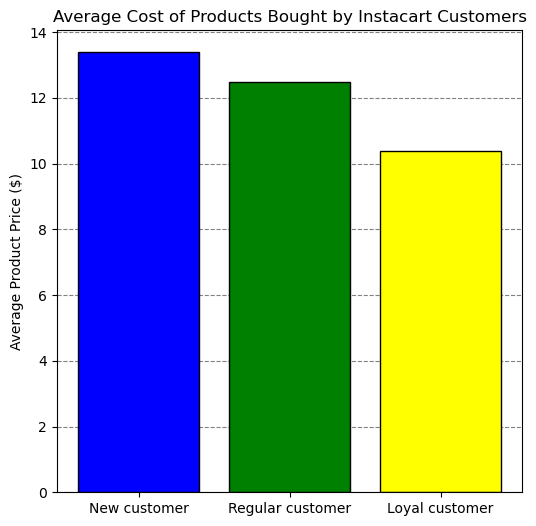 Average Cost of Products Bought by Instacart Customers
Average Product Price ($)
14
12
10
8
6
4
2
0
New customer
Regular customer
Loyal customer